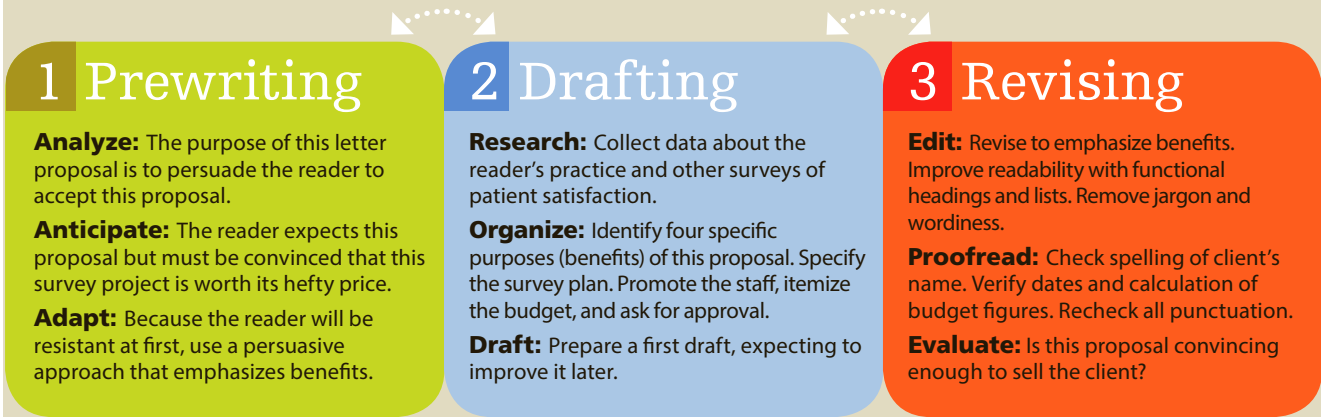 1 Prewriting
Analyze: The purpose of this letter
proposal is to persuade the reader to
accept this proposal.
Anticipate: The reader expects this
proposal but must be convinced that this
survey project is worth its hefty price.
Adapt: Because the reader will be
resistant at first, use a persuasive
approach that emphasizes benefits.
2 Drafting
Research: Collect data about the
reader’s practice and other surveys of
patient satisfaction.
Organize: Identify four specific
purposes (benefits) of this proposal. Specify
the survey plan. Promote the staff, itemize
the budget, and ask for approval.
Draft: Prepare a first draft, expecting to
improve it later.
3 Revising
Edit: Revise to emphasize benefits.
Improve readability with functional
headings and lists. Remove jargon and
wordiness.
Proofread: Check spelling of client’s
name. Verify dates and calculation of
budget figures. Recheck all punctuation.
Evaluate: Is this proposal convincing
enough to sell the client?